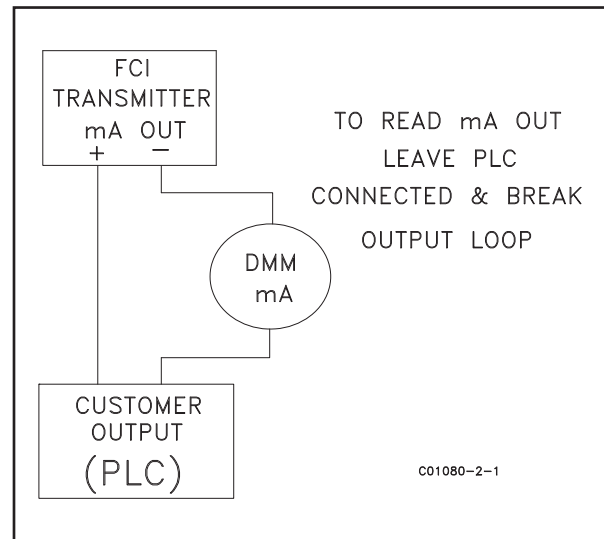 FCI
TRANSMITTER
mA OUT
+ −
TO READ mA OUT
LEAVE PLC
CONNECTED & BREAK
OUTPUT LOOP
DMM
mA
CUSTOMER
OUTPUT
(PLC)
C01080-2-1